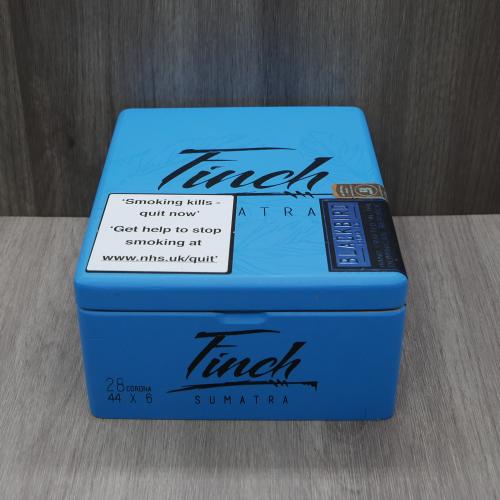 Finch
SUMATRA
'Smoking kills -
quit now'
'Get help to stop
smoking at
www.nhs.uk/quit'
BLACKBIRD
Finch
SUMATRA
28 CORONA
44 X 6